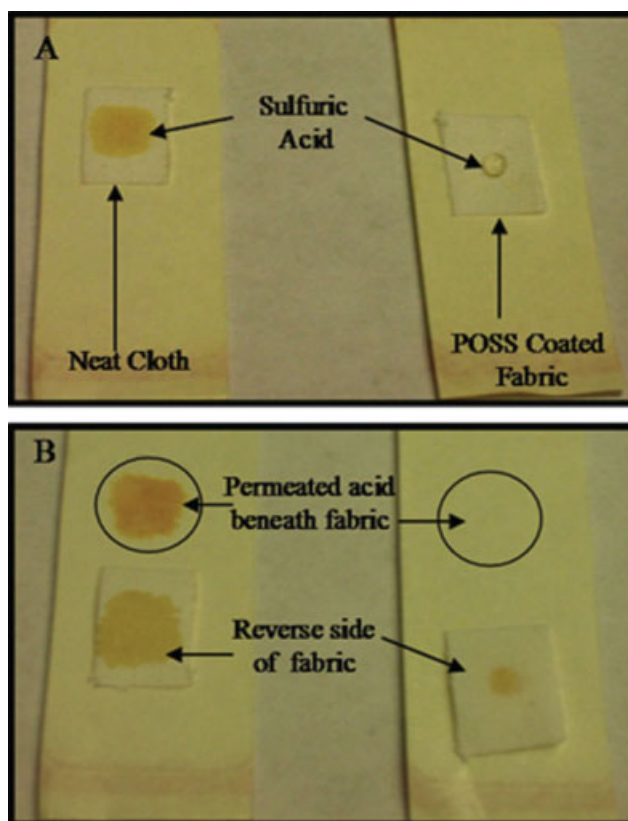 A
Sulfuric
Acid
Neat Cloth
POSS Coated
Fabric
B
Permeated acid
beneath fabric
Reverse side
of fabric